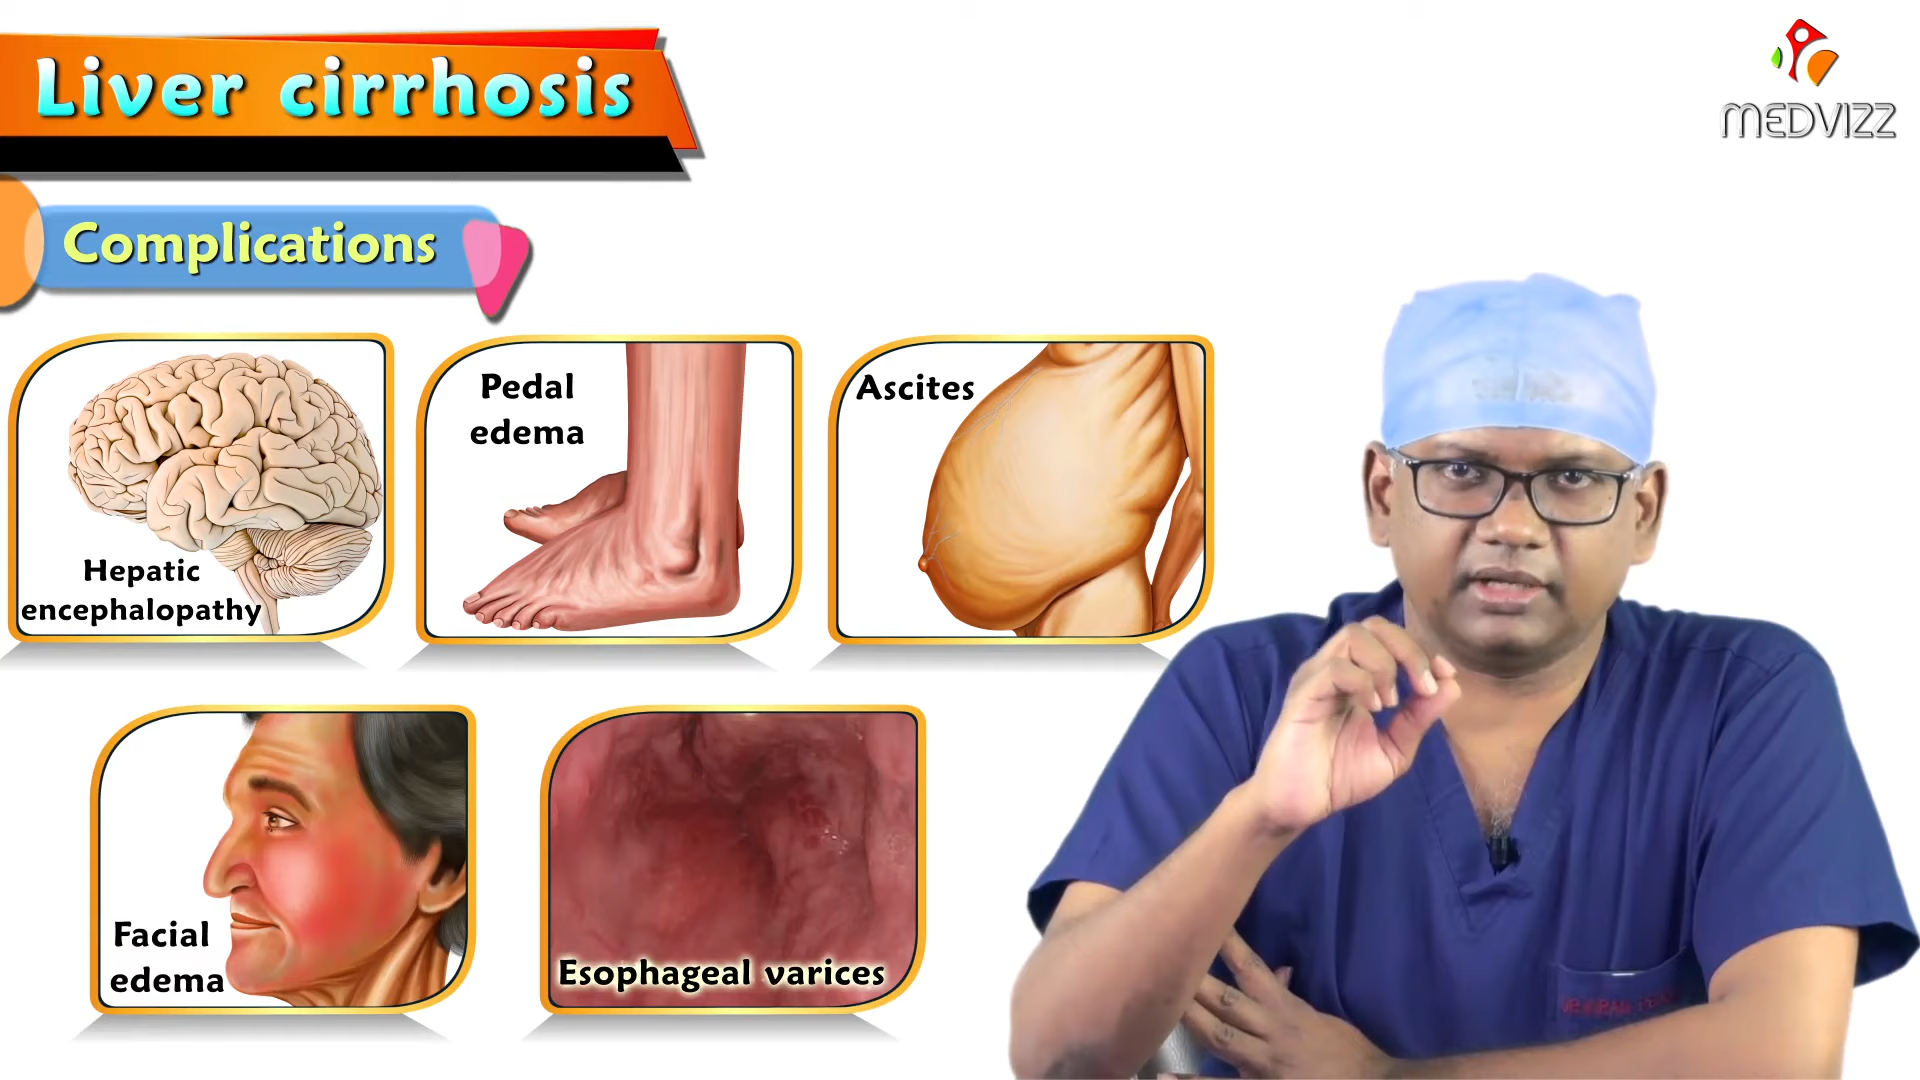 Liver cirrhosis
MEDVIZZ
Complications
Hepatic
encephalopathy
Pedal
edema
Ascites
Facial
edema
Esophageal varices